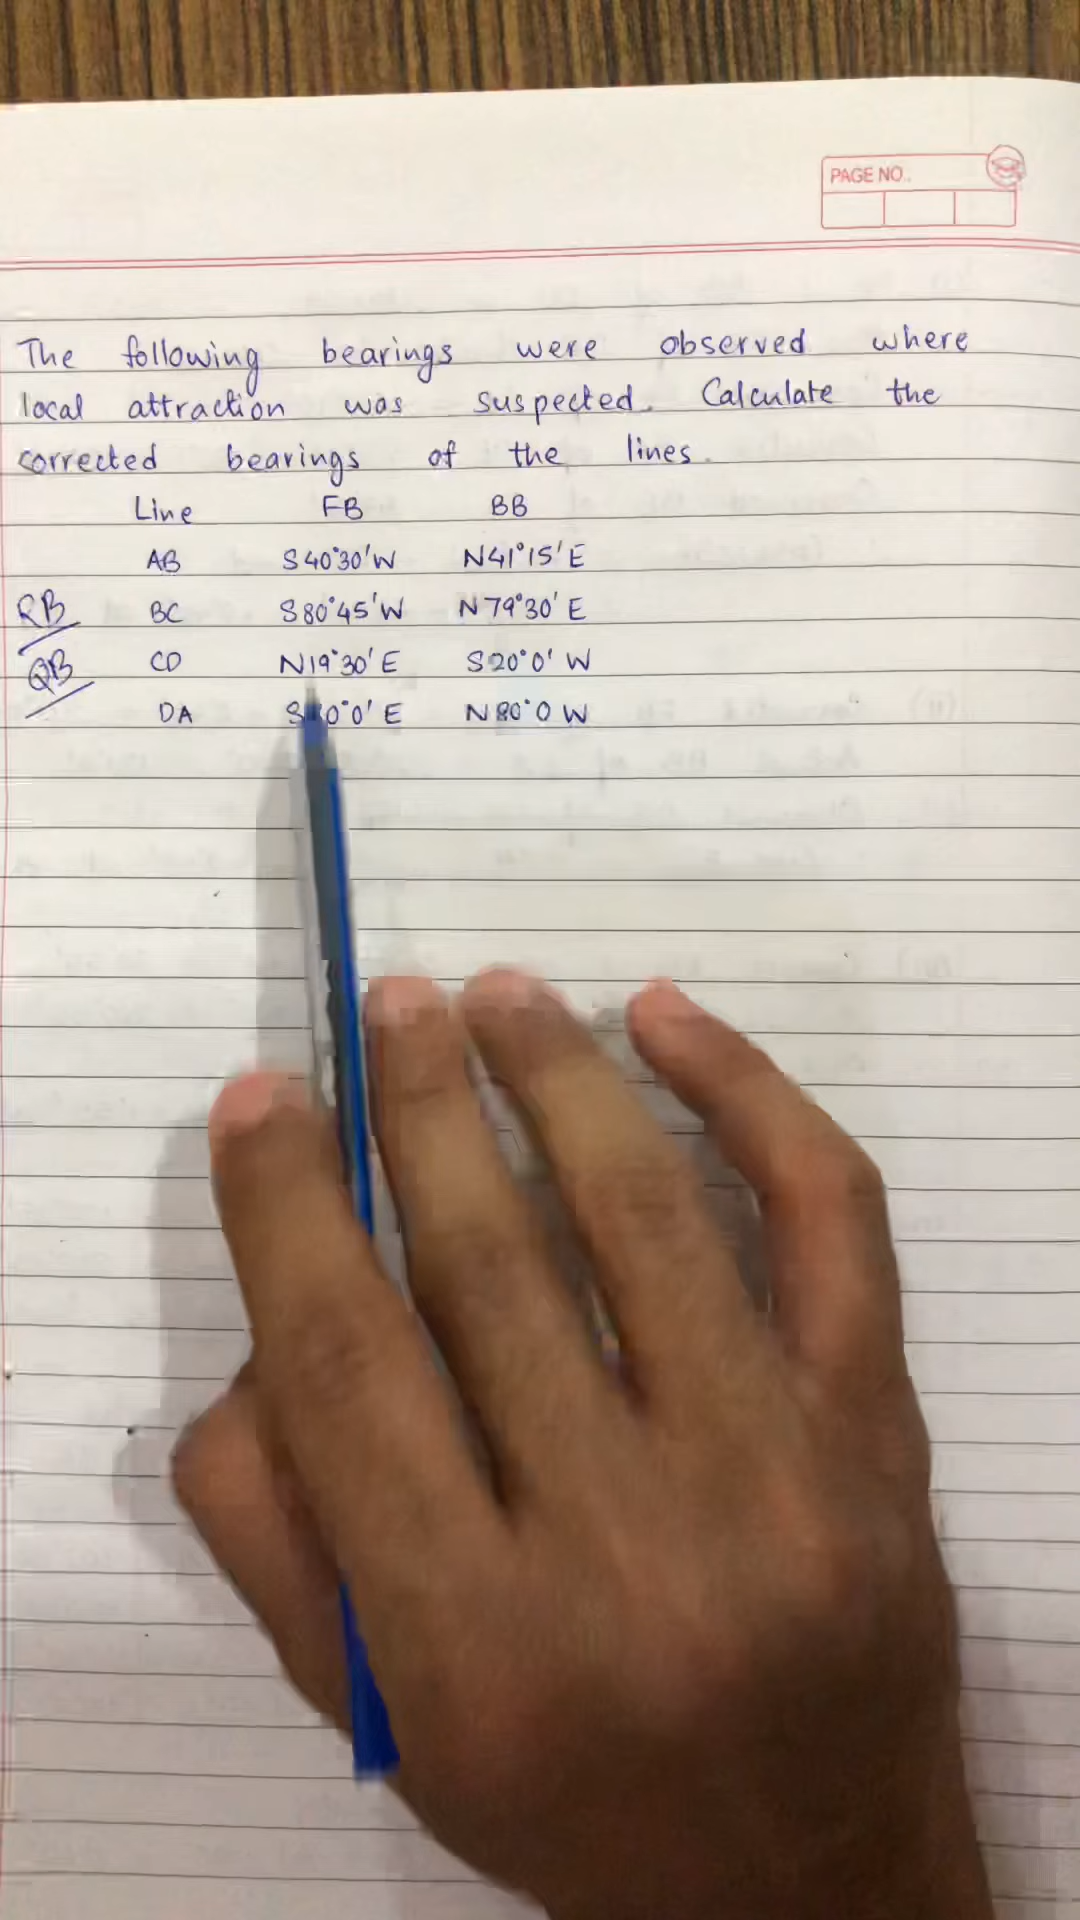 PAGE NO..
The following bearings were observed where
local attraction was suspected. Calculate the
corrected bearings of the lines.
Line FB BB
AB S40°30'W N41°15'E
RB BC S80°45'W N79°30'E
QB CD N19°30'E S20°0'W
DA 0°0'E N80°0W